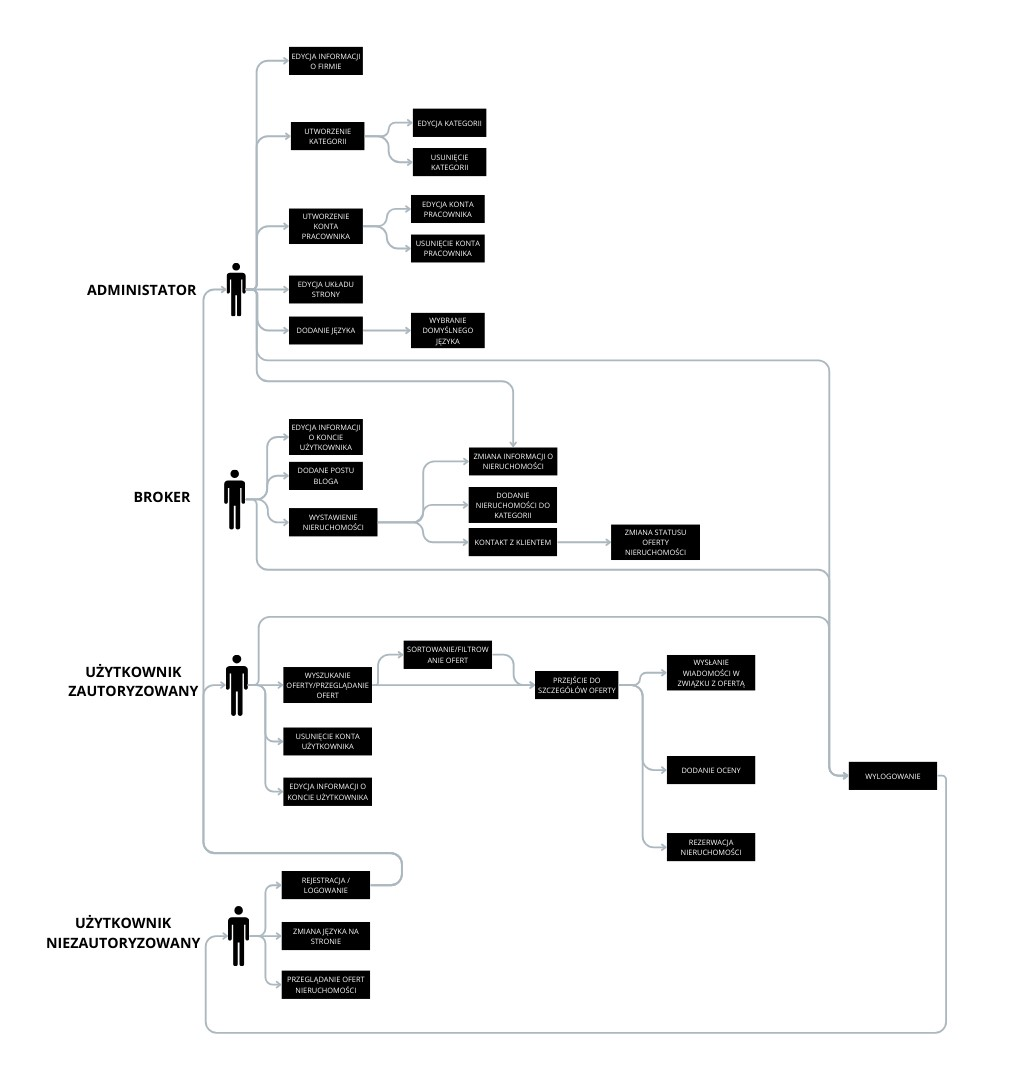 EDYCJA INFORMACJI
O FIRMIE
UTWORZENIE
KATEGORII
EDYCJA KATEGORII
USUNIĘCIE
KATEGORII
UTWORZENIE
KONTA
PRACOWNIKA
EDYCJA KONTA
PRACOWNIKA
USUNIĘCIE KONTA
PRACOWNIKA
ADMINISTATOR
EDYCJA UKŁADU
STRONY
DODANIE JĘZYKA
WYBRANIE
DOMYŚLNEGO
JĘZYKA
BROKER
EDYCJA INFORMACJI
O KONCIE
UŻYTKOWNIKA
DODANE POSTU
BLOGA
WYSTAWIENIE
NIERUCHOMOŚCI
ZMIANA INFORMACJI O
NIERUCHOMOŚCI
DODANIE
NIERUCHOMOŚCI DO
KATEGORII
KONTAKT Z KLIENTEM
ZMIANA STATUSU
OFERTY
NIERUCHOMOŚCI
UŻYTKOWNIK
ZAUTORYZOWANY
WYSZUKANIE
OFERTY/PRZEGLĄDANIE
OFERT
SORTOWANIE/FILTROW
ANIE OFERT
PRZEJŚCIE DO
SZCZEGÓŁÓW OFERTY
WYSŁANIE
WIADOMOŚCI W
ZWIĄZKU Z OFERTĄ
USUNIĘCIE KONTA
UŻYTKOWNIKA
DODANIE OCENY
WYLOGOWANIE
EDYCJA INFORMACJI O
KONCIE UŻYTKOWNIKA
REZERWACJA
NIERUCHOMOŚCI
UŻYTKOWNIK
NIEZAUTORYZOWANY
REJESTRACJA /
LOGOWANIE
ZMIANA JĘZYKA NA
STRONIE
PRZEGLĄDANIE OFERT
NIERUCHOMOŚCI